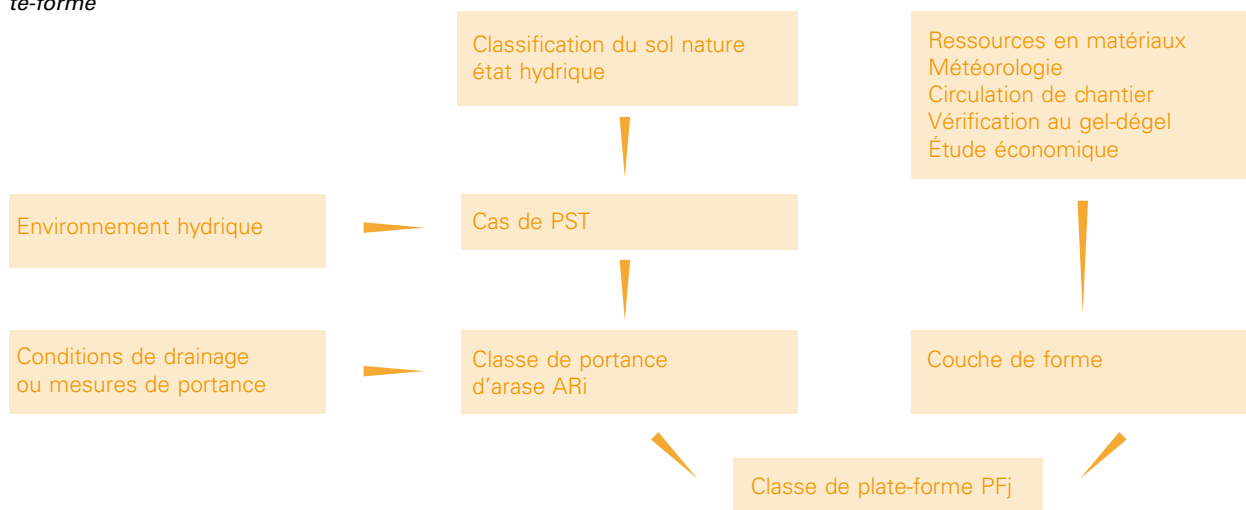 te-forme
Classification du sol nature
état hydrique
Ressources en matériaux
Météorologie
Circulation de chantier
Vérification au gel-dégel
Étude économique
Environnement hydrique
Cas de PST
Conditions de drainage
ou mesures de portance
Classe de portance
d'arase ARi
Couche de forme
Classe de plate-forme PFj